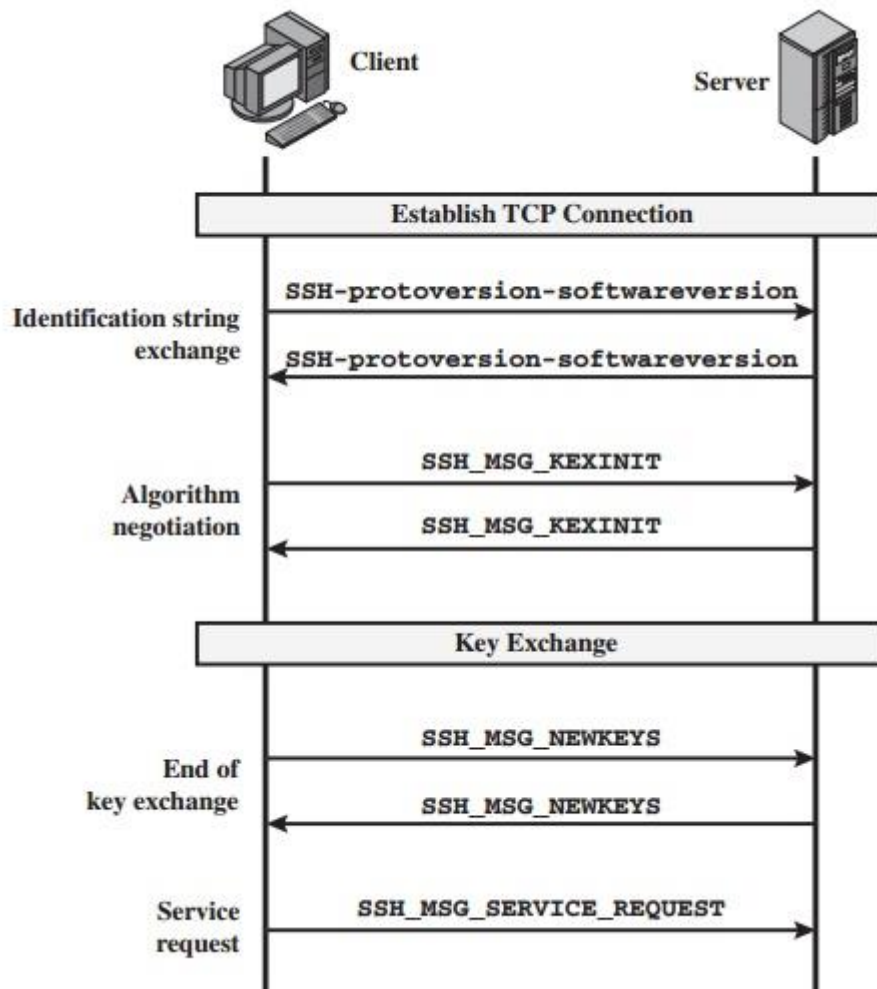 Client
Server
Establish TCP Connection
SSH-protoversion-softwareversion
Identification string
exchange
SSH-protoversion-softwareversion
SSH_MSG_KEXINIT
Algorithm
negotiation
SSH_MSG_KEXINIT
Key Exchange
SSH_MSG_NEWKEYS
End of
key exchange
SSH_MSG_NEWKEYS
SSH_MSG_SERVICE_REQUEST
Service
request